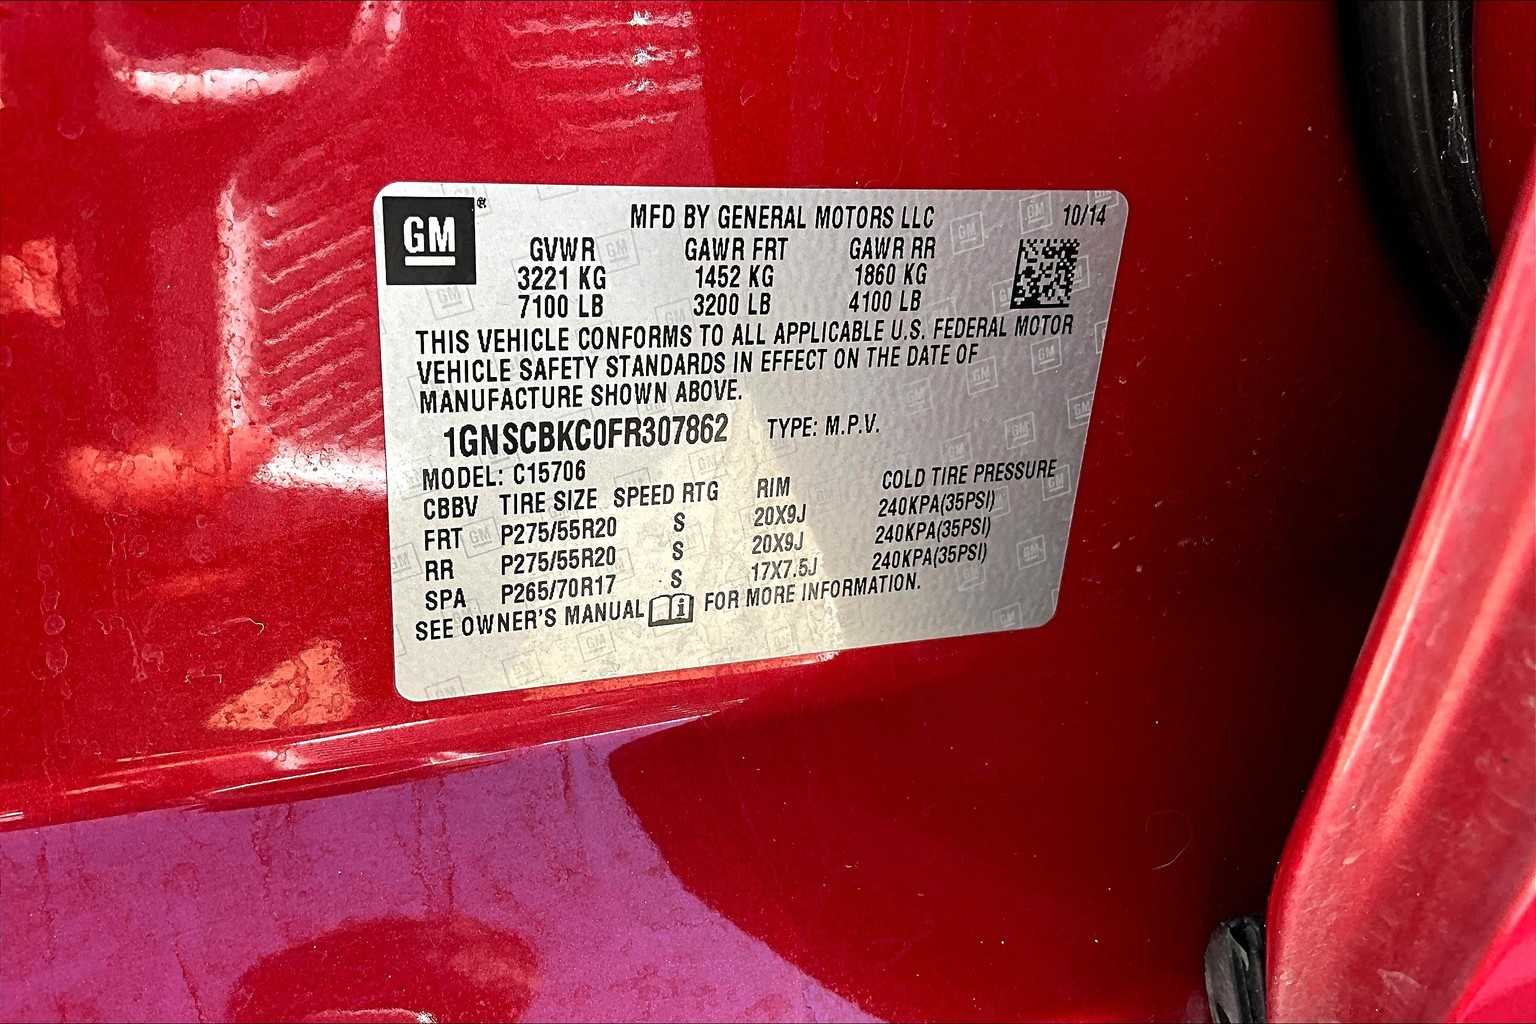 GM®
MFD BY GENERAL MOTORS LLC 10/14
GVWR GAWR FRT GAWR RR
3221 KG 1452 KG 1860 KG
7100 LB 3200 LB 4100 LB
THIS VEHICLE CONFORMS TO ALL APPLICABLE U.S. FEDERAL MOTOR
VEHICLE SAFETY STANDARDS IN EFFECT ON THE DATE OF
MANUFACTURE SHOWN ABOVE.
1GNSCBKC0FR307862 TYPE: M.P.V.
MODEL: C15706
CBBV TIRE SIZE SPEED RTG RIM COLD TIRE PRESSURE
FRT P275/55R20 S 20X9J 240KPA(35PSI)
RR P275/55R20 S 20X9J 240KPA(35PSI)
SPA P265/70R17 S 17X7.5J 240KPA(35PSI)
SEE OWNER'S MANUAL i FOR MORE INFORMATION.